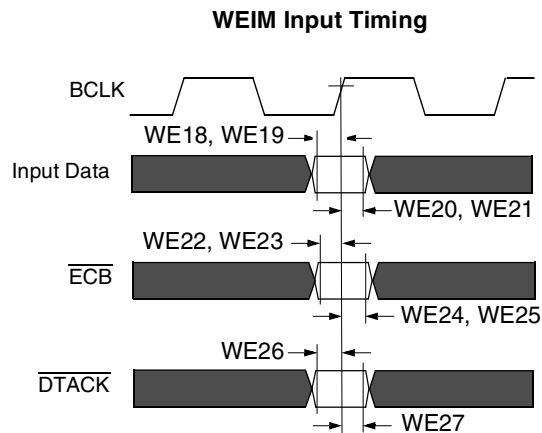 WEIM Input Timing
BCLK
WE18, WE19
Input Data
WE20, WE21
WE22, WE23
ECB
WE24, WE25
WE26
DTACK
WE27